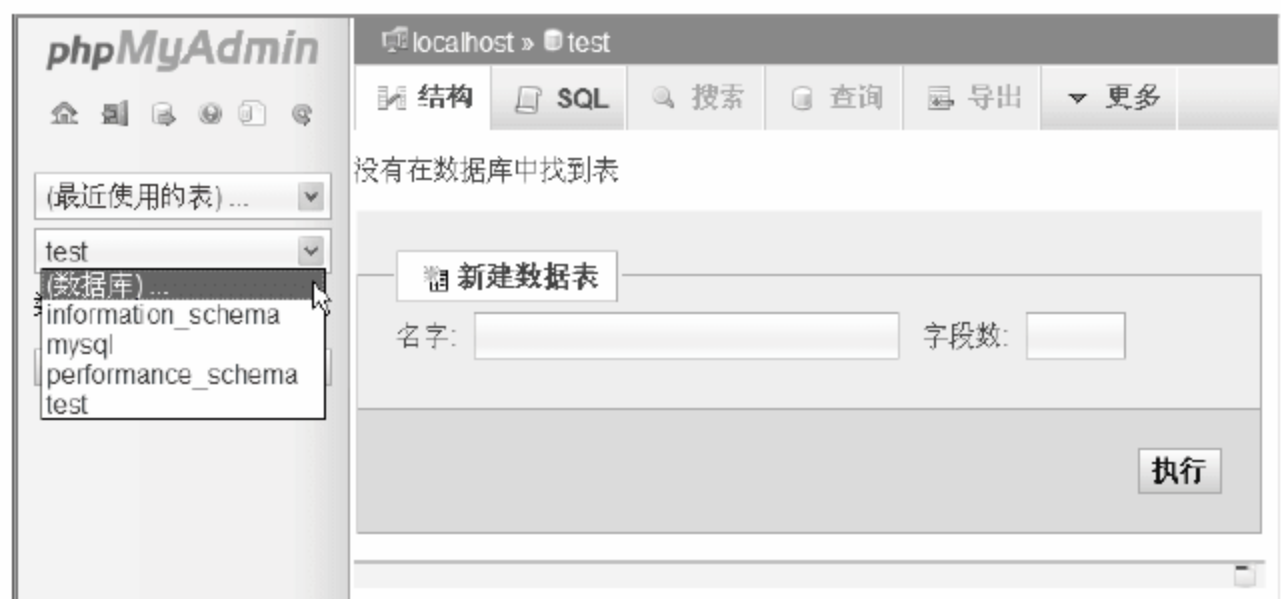 phpMyAdmin
localhost » test
结构 SQL 搜索 查询 导出 更多
没有在数据库中找到表
(最近使用的表) ...
test
(数据库) ...
information_schema
mysql
performance_schema
test
新建数据表
名字: 字段数:
执行